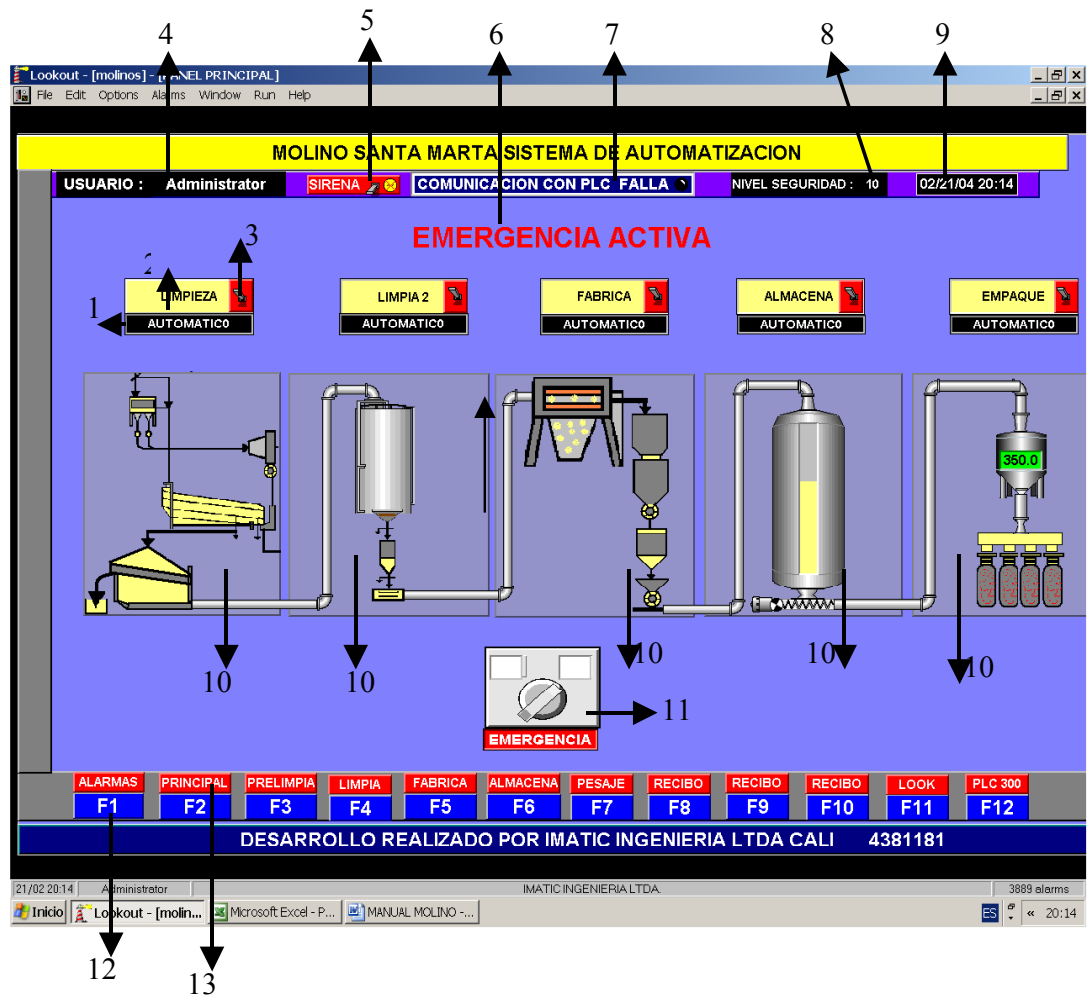 4 5 6 7 8 9
Lookout - [molinos] - [PANEL PRINCIPAL]
File Edit Options Alarms Window Run Help
MOLINO SANTA MARTA SISTEMA DE AUTOMATIZACION
USUARIO : Administrator SIRENA COMUNICACION CON PLC FALLA NIVEL SEGURIDAD : 10 02/21/04 20:14
EMERGENCIA ACTIVA
3
2
LIMPIEZA LIMPIA 2 FABRICA ALMACENA EMPAQUE
1
AUTOMATICO AUTOMATICO AUTOMATICO AUTOMATICO AUTOMATICO
350.0
10 10 10 10 10
11
EMERGENCIA
ALARMAS PRINCIPAL PRELIMPIA LIMPIA FABRICA ALMACENA PESAJE RECIBO RECIBO RECIBO LOOK PLC 300
F1 F2 F3 F4 F5 F6 F7 F8 F9 F10 F11 F12
DESARROLLO REALIZADO POR IMATIC INGENIERIA LTDA CALI 4381181
21/02 20:14 Administrator IMATIC INGENIERIA LTDA. 3889 alarms
Inicio Lookout - [molin... Microsoft Excel - P... MANUAL MOLINO -... ES « 20:14
12
13